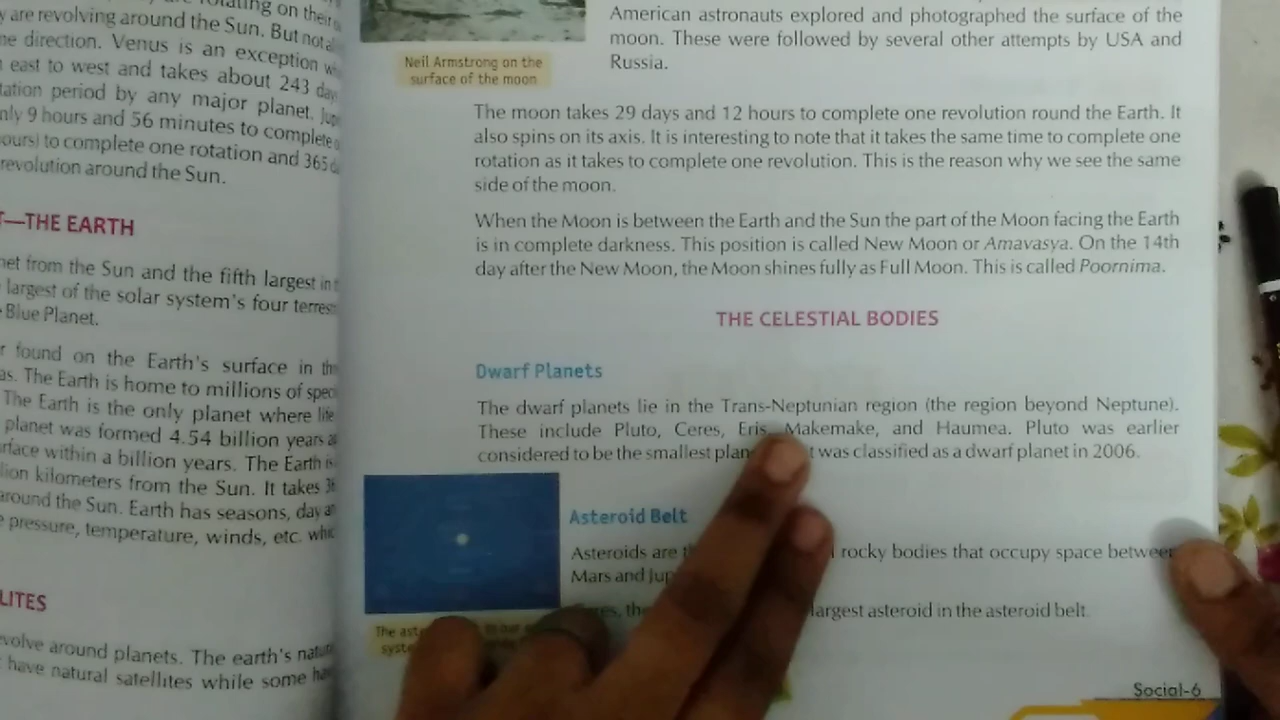 rotating on their
y are revolving around the Sun. But not al
ne direction. Venus is an exception
east to west and takes about 243 day
tation period by any major planet. Jup
nly 9 hours and 56 minutes to complete
ours) to complete one rotation and 365 d
revolution around the Sun.
T—THE EARTH
net from the Sun and the fifth largest in t
largest of the solar system's four terres
Blue Planet.
r found on the Earth's surface in
as. The Earth is home to millions of speci
The Earth is the only planet where life
planet was formed 4.54 billion years a
rface within a billion years. The Earth is
lion kilometers from the Sun. It takes 36
around the Sun. Earth has seasons, day an
pressure, temperature, winds, etc. whic
LITES
evolve around planets. The earth's natu
have natural satellites while some ha
Neil Armstrong on the
surface of the moon
American astronauts explored and photographed the surface of the
moon. These were followed by several other attempts by USA and
Russia.
The moon takes 29 days and 12 hours to complete one revolution round the Earth. It
also spins on its axis. It is interesting to note that it takes the same time to complete one
rotation as it takes to complete one revolution. This is the reason why we see the same
side of the moon.
When the Moon is between the Earth and the Sun the part of the Moon facing the Earth
is in complete darkness. This position is called New Moon or Amavasya. On the 14th
day after the New Moon, the Moon shines fully as Full Moon. This is called Poornima.
THE CELESTIAL BODIES
Dwarf Planets
The dwarf planets lie in the Trans-Neptunian region (the region beyond Neptune).
These include Pluto, Ceres, Eris, Makemake, and Haumea. Pluto was earlier
considered to be the smallest plan t was classified as a dwarf planet in 2006.
Asteroid Belt
Asteroids are rocky bodies that occupy space between
Mars and Jup
largest asteroid in the asteroid belt.
The ast
syste
Social-6